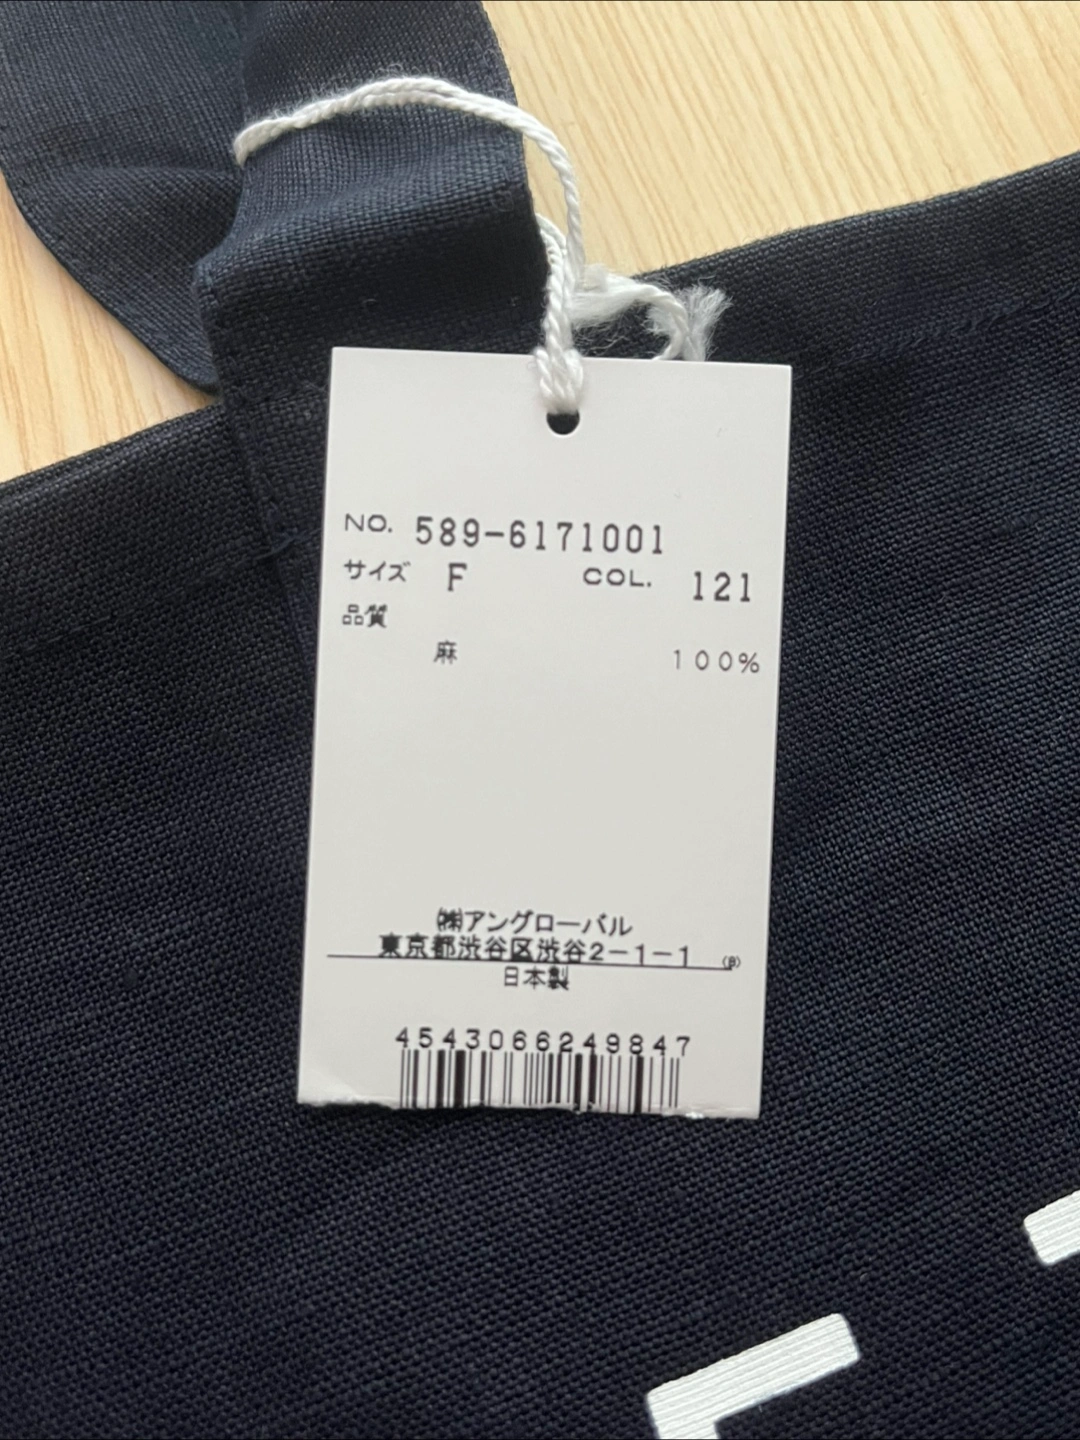 NO. 589-6171001
サイズ F COL. 121
品質
麻 100%
㈱アングローバル
東京都渋谷区渋谷2-1-1 (β)
日本製
4543066249847